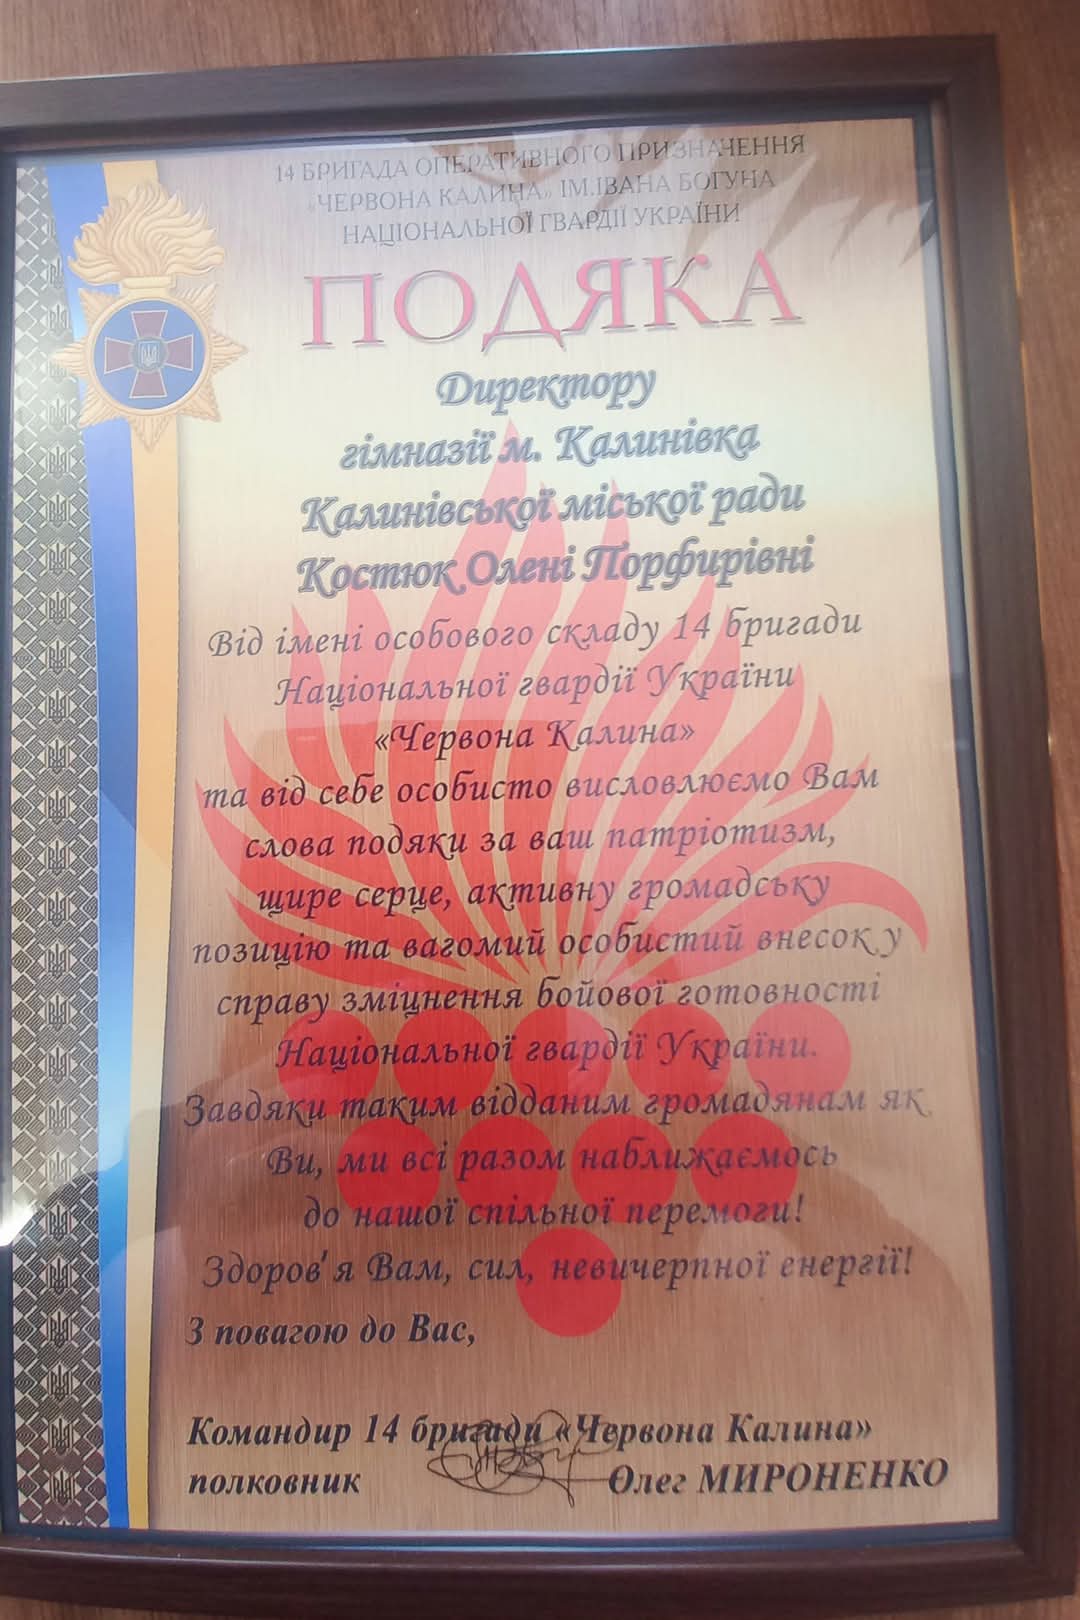 14 БРИГАДА ОПЕРАТИВНОГО ПРИЗНАЧЕННЯ
«ЧЕРВОНА КАЛИНА» ІМ.ІВАНА БОГУНА
НАЦІОНАЛЬНОЇ ГВАРДІЇ УКРАЇНИ
ПОДЯКА
Директору
гімназії м. Калинівка
Калинівської міської ради
Костюк Олені Порфирівні
Від імені особового складу 14 бригади
Національної гвардії України
«Червона Калина»
та від себе особисто висловлюємо Вам
слова подяки за ваш патріотизм,
щире серце, активну громадську
позицію та вагомий особистий внесок у
справу зміцнення бойової готовності
Національної гвардії України.
Завдяки таким відданим громадянам як
Ви, ми всі разом наближаємось
до нашої спільної перемоги!
Здоров'я Вам, сил, невичерпної енергії!
З повагою до Вас,
Командир 14 бригади «Червона Калина»
полковник Олег МИРОНЕНКО